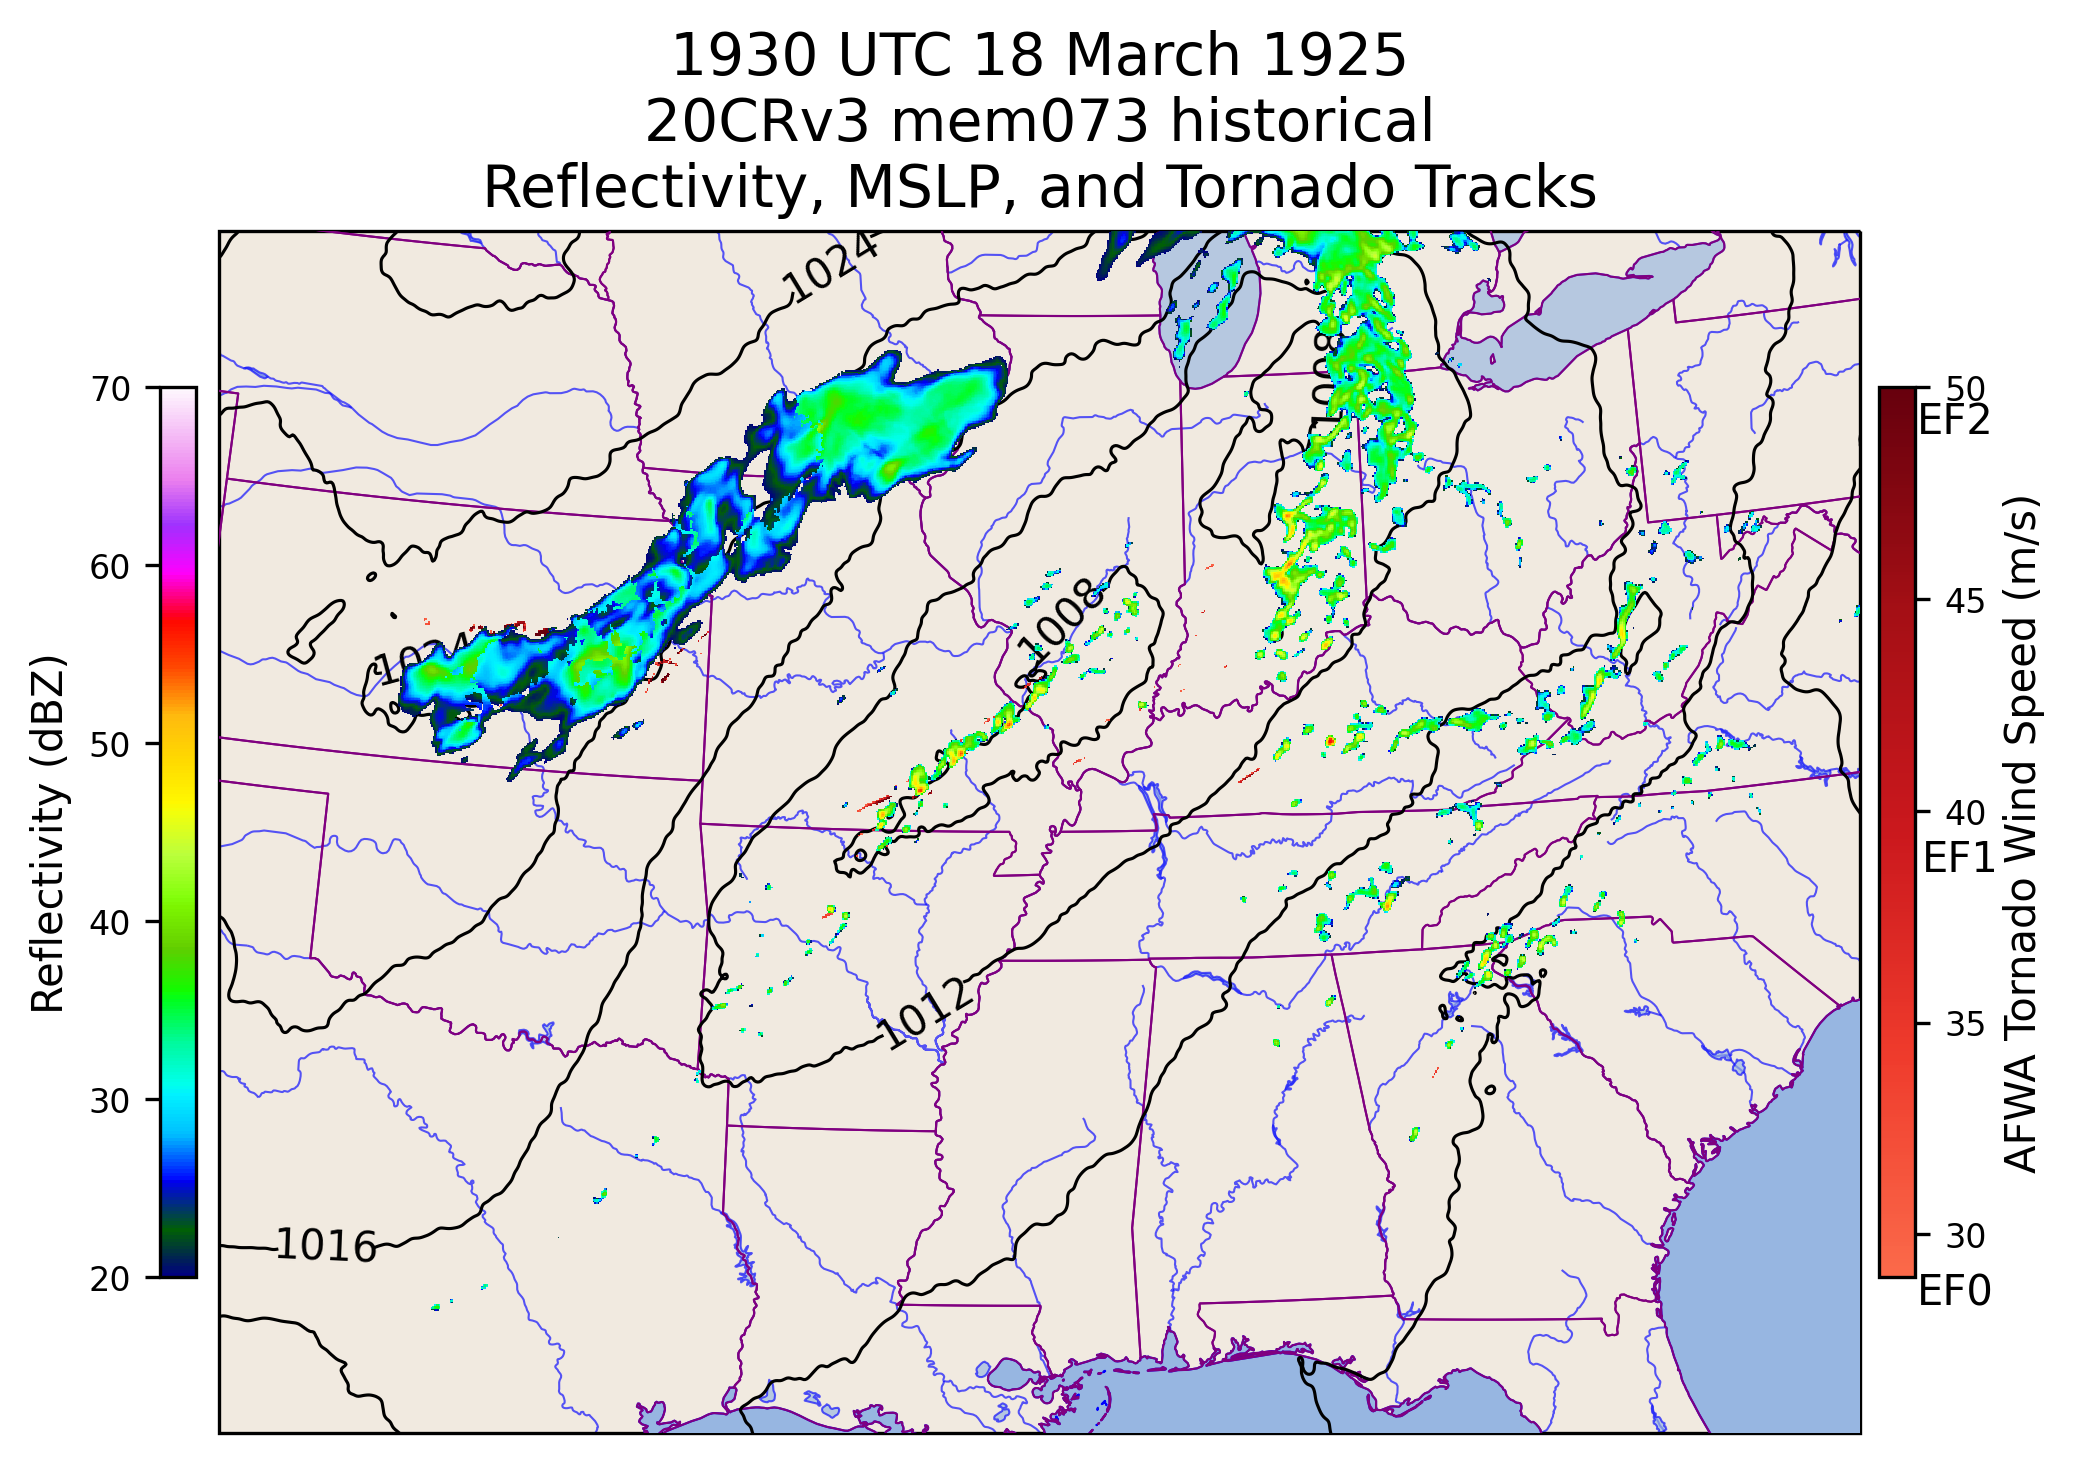 1930 UTC 18 March 1925
20CRv3 mem073 historical
Reflectivity, MSLP, and Tornado Tracks
1024
1008
1024
1008
1012
1016
Reflectivity (dBZ)
70
60
50
40
30
20
50
EF2
45
40
EF1
35
30
EF0
AFWA Tornado Wind Speed (m/s)